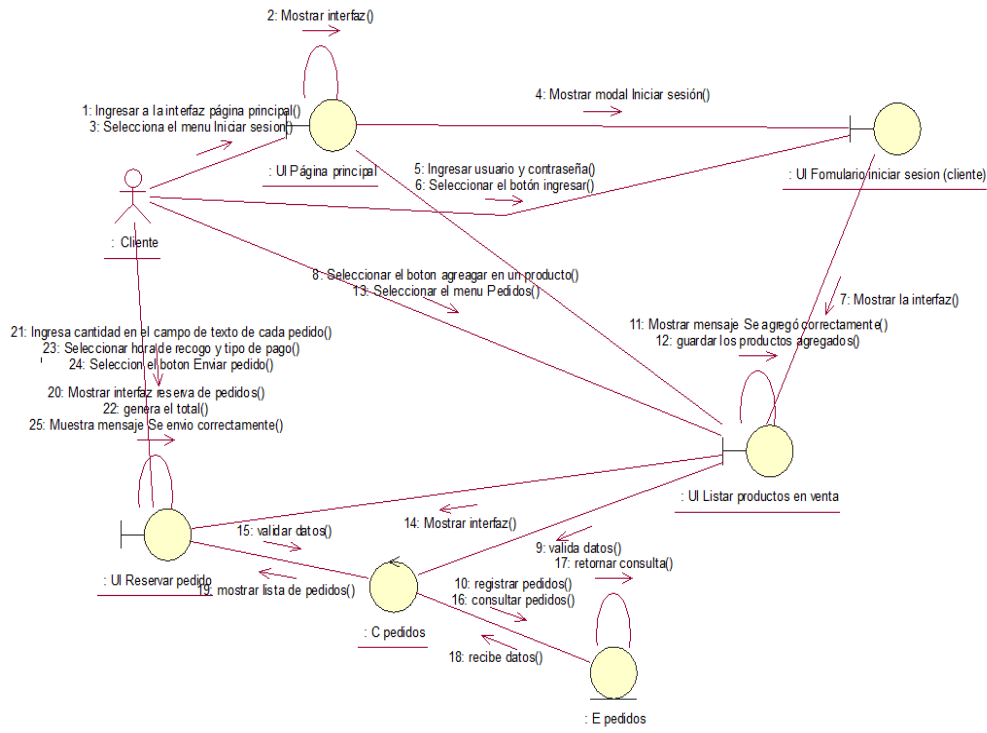 2: Mostrar interfaz()
1: Ingresar a la interfaz página principal()
3: Selecciona el menu Iniciar sesion()
4: Mostrar modal Iniciar sesión()
: UI Página principal
5: Ingresar usuario y contraseña()
6: Seleccionar el botón ingresar()
: UI Fomulario iniciar sesion (cliente)
: Cliente
8: Seleccionar el boton agreagar en un producto()
13: Seleccionar el menu Pedidos()
7: Mostrar la interfaz()
11: Mostrar mensaje Se agregó correctamente()
12: guardar los productos agregados()
21: Ingresa cantidad en el campo de texto de cada pedido()
23: Seleccionar hora de recogo y tipo de pago()
24: Seleccion el boton Enviar pedido()
20: Mostrar interfaz reserva de pedidos()
22: genera el total()
25: Muestra mensaje Se envio correctamente()
: UI Listar productos en venta
14: Mostrar interfaz()
15: validar datos()
9: valida datos()
17: retornar consulta()
: UI Reservar pedido
19: mostrar lista de pedidos()
10: registrar pedidos()
16: consultar pedidos()
: C pedidos
18: recibe datos()
: E pedidos